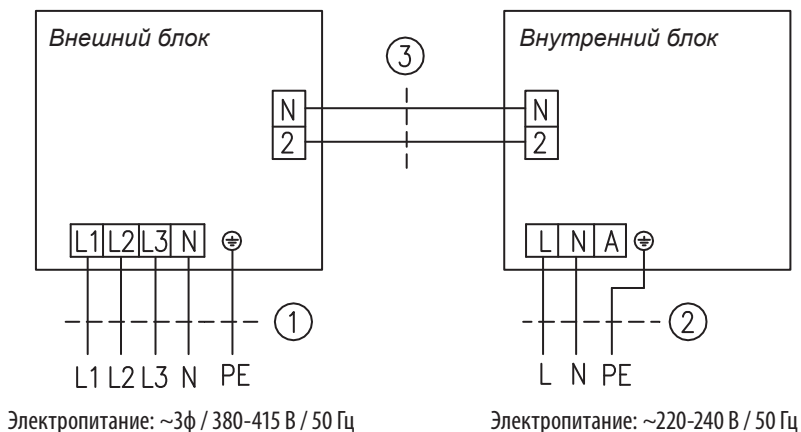 Внешний блок
Внутренний блок
3
N
N
2
2
L1 L2 L3 N
L N A
1
2
L1 L2 L3 N PE
L N PE
Электропитание: ~3ф / 380-415 В / 50 Гц
Электропитание: ~220-240 В / 50 Гц